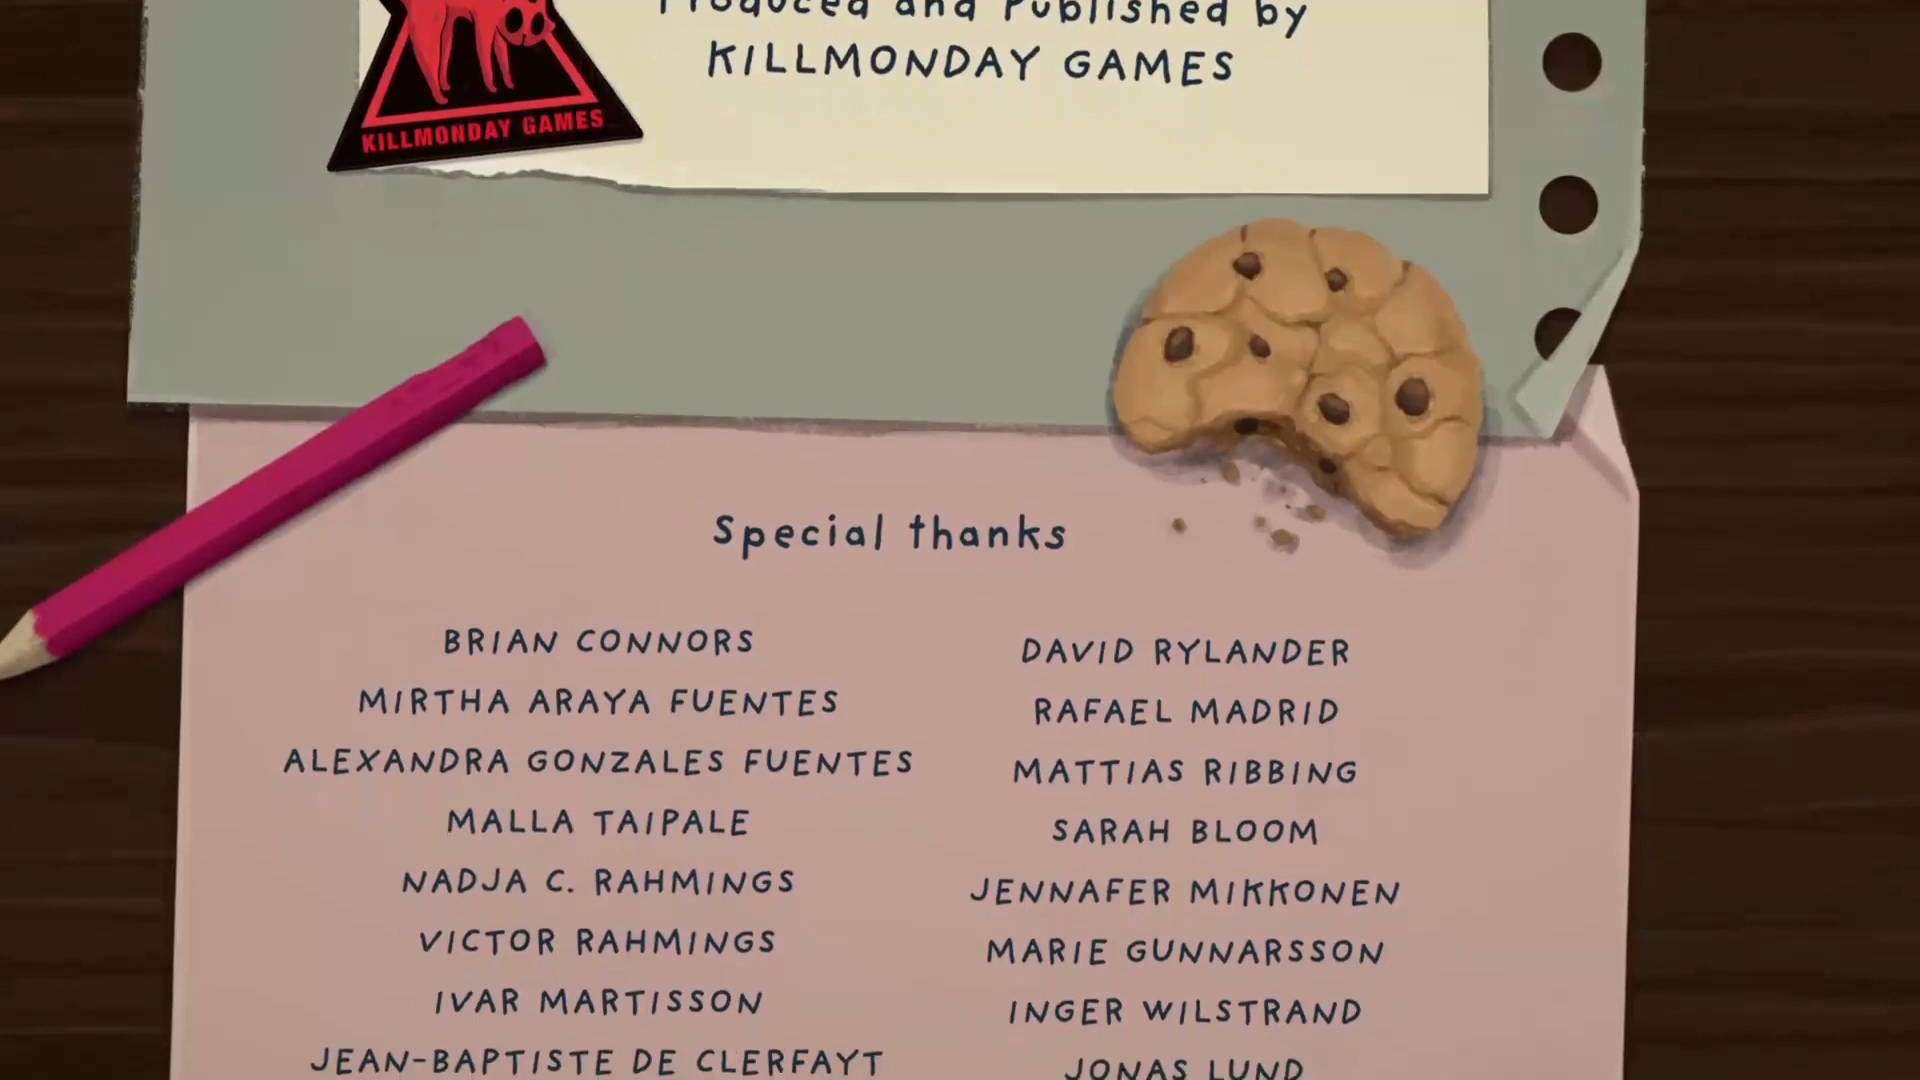 Produced and Published by
KILLMONDAY GAMES
KILLMONDAY GAMES
Special thanks
BRIAN CONNORS
MIRTHA ARAYA FUENTES
ALEXANDRA GONZALES FUENTES
MALLA TAIPALE
NADJA C. RAHMINGS
VICTOR RAHMINGS
IVAR MARTISSON
JEAN-BAPTISTE DE CLERFAYT
DAVID RYLANDER
RAFAEL MADRID
MATTIAS RIBBING
SARAH BLOOM
JENNAFER MIKKONEN
MARIE GUNNARSSON
INGER WILSTRAND
JONAS LUND